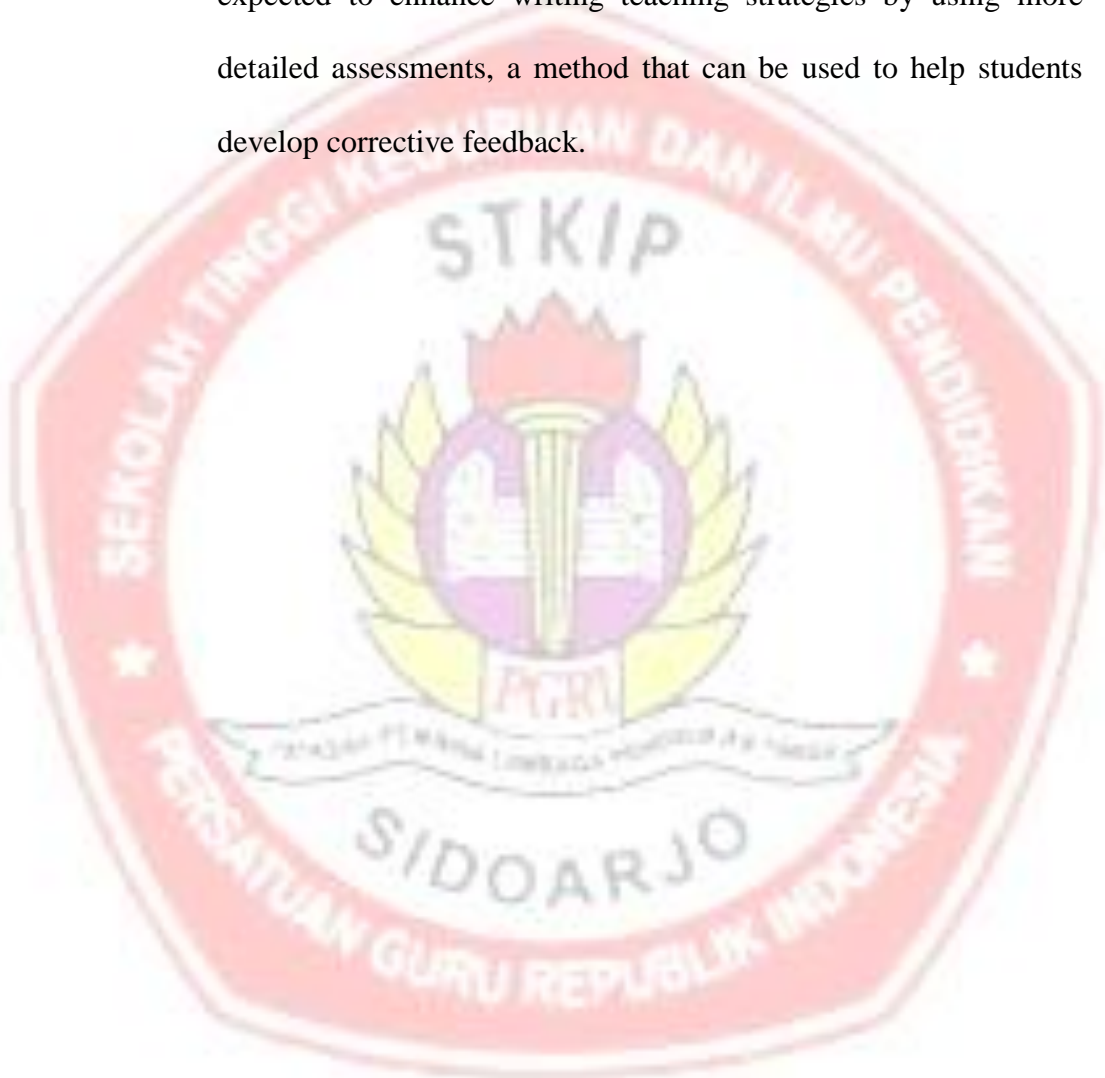 expected to enhance writing teaching strategies by using more
detailed assessments, a method that can be used to help students
develop corrective feedback.
SEKOLAH TINGGI KEGURUAN DAN ILMU PENDIDIKAN
STKIP
PGRI
SIDOARJO
PERSATUAN GURU REPUBLIK INDONESIA